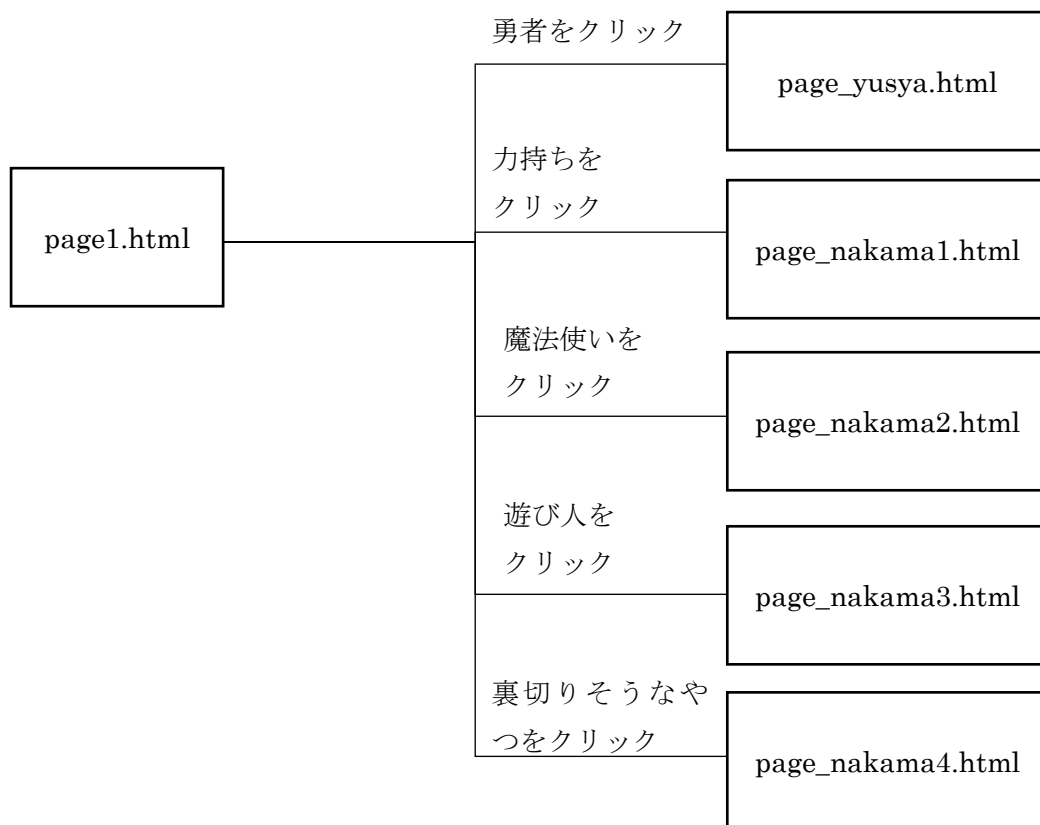 勇者をクリック
page_yusya.html
力持ちを
クリック
page1.html
page_nakama1.html
魔法使いを
クリック
page_nakama2.html
遊び人を
クリック
page_nakama3.html
裏切りそうなや
つをクリック
page_nakama4.html